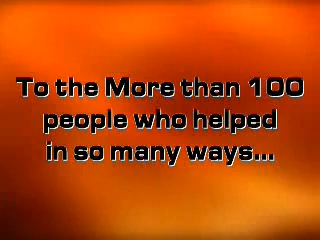 To the More than 100
people who helped
in so many ways...